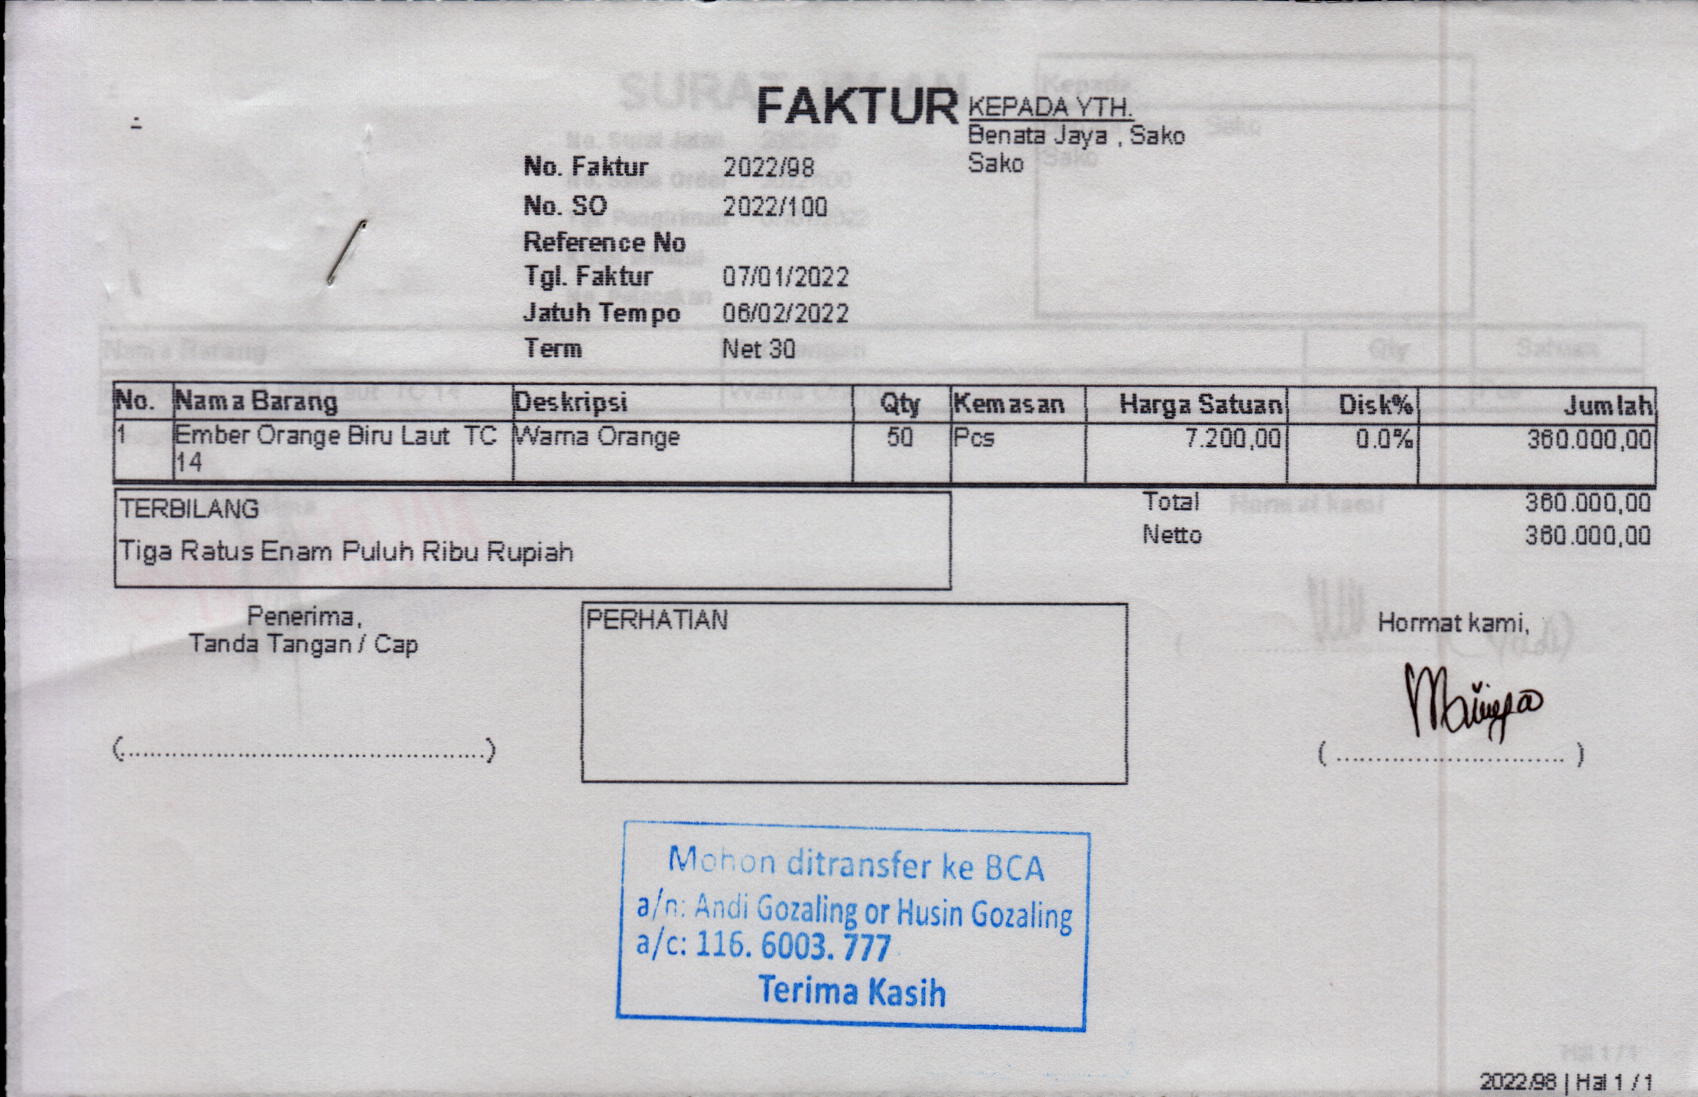 FAKTUR
KEPADA YTH.
Benata Jaya , Sako
Sako
No. Faktur 2022/98
No. SO 2022/100
Reference No
Tgl. Faktur 07/01/2022
Jatuh Tempo 06/02/2022
Term Net 30
No. Nama Barang Deskripsi Qty Kemasan Harga Satuan Disk% Jumlah
1 Ember Orange Biru Laut TC Warna Orange 50 Pcs 7.200,00 0.0% 360.000,00
14
TERBILANG
Tiga Ratus Enam Puluh Ribu Rupiah
Total 360.000,00
Netto 360.000,00
Penerima,
Tanda Tangan / Cap
(..................................................)
PERHATIAN
Hormat kami,
( ............................ )
Mohon ditransfer ke BCA
a/n: Andi Gozaling or Husin Gozaling
a/c: 116. 6003. 777
Terima Kasih
2022/98 | Hal 1 / 1